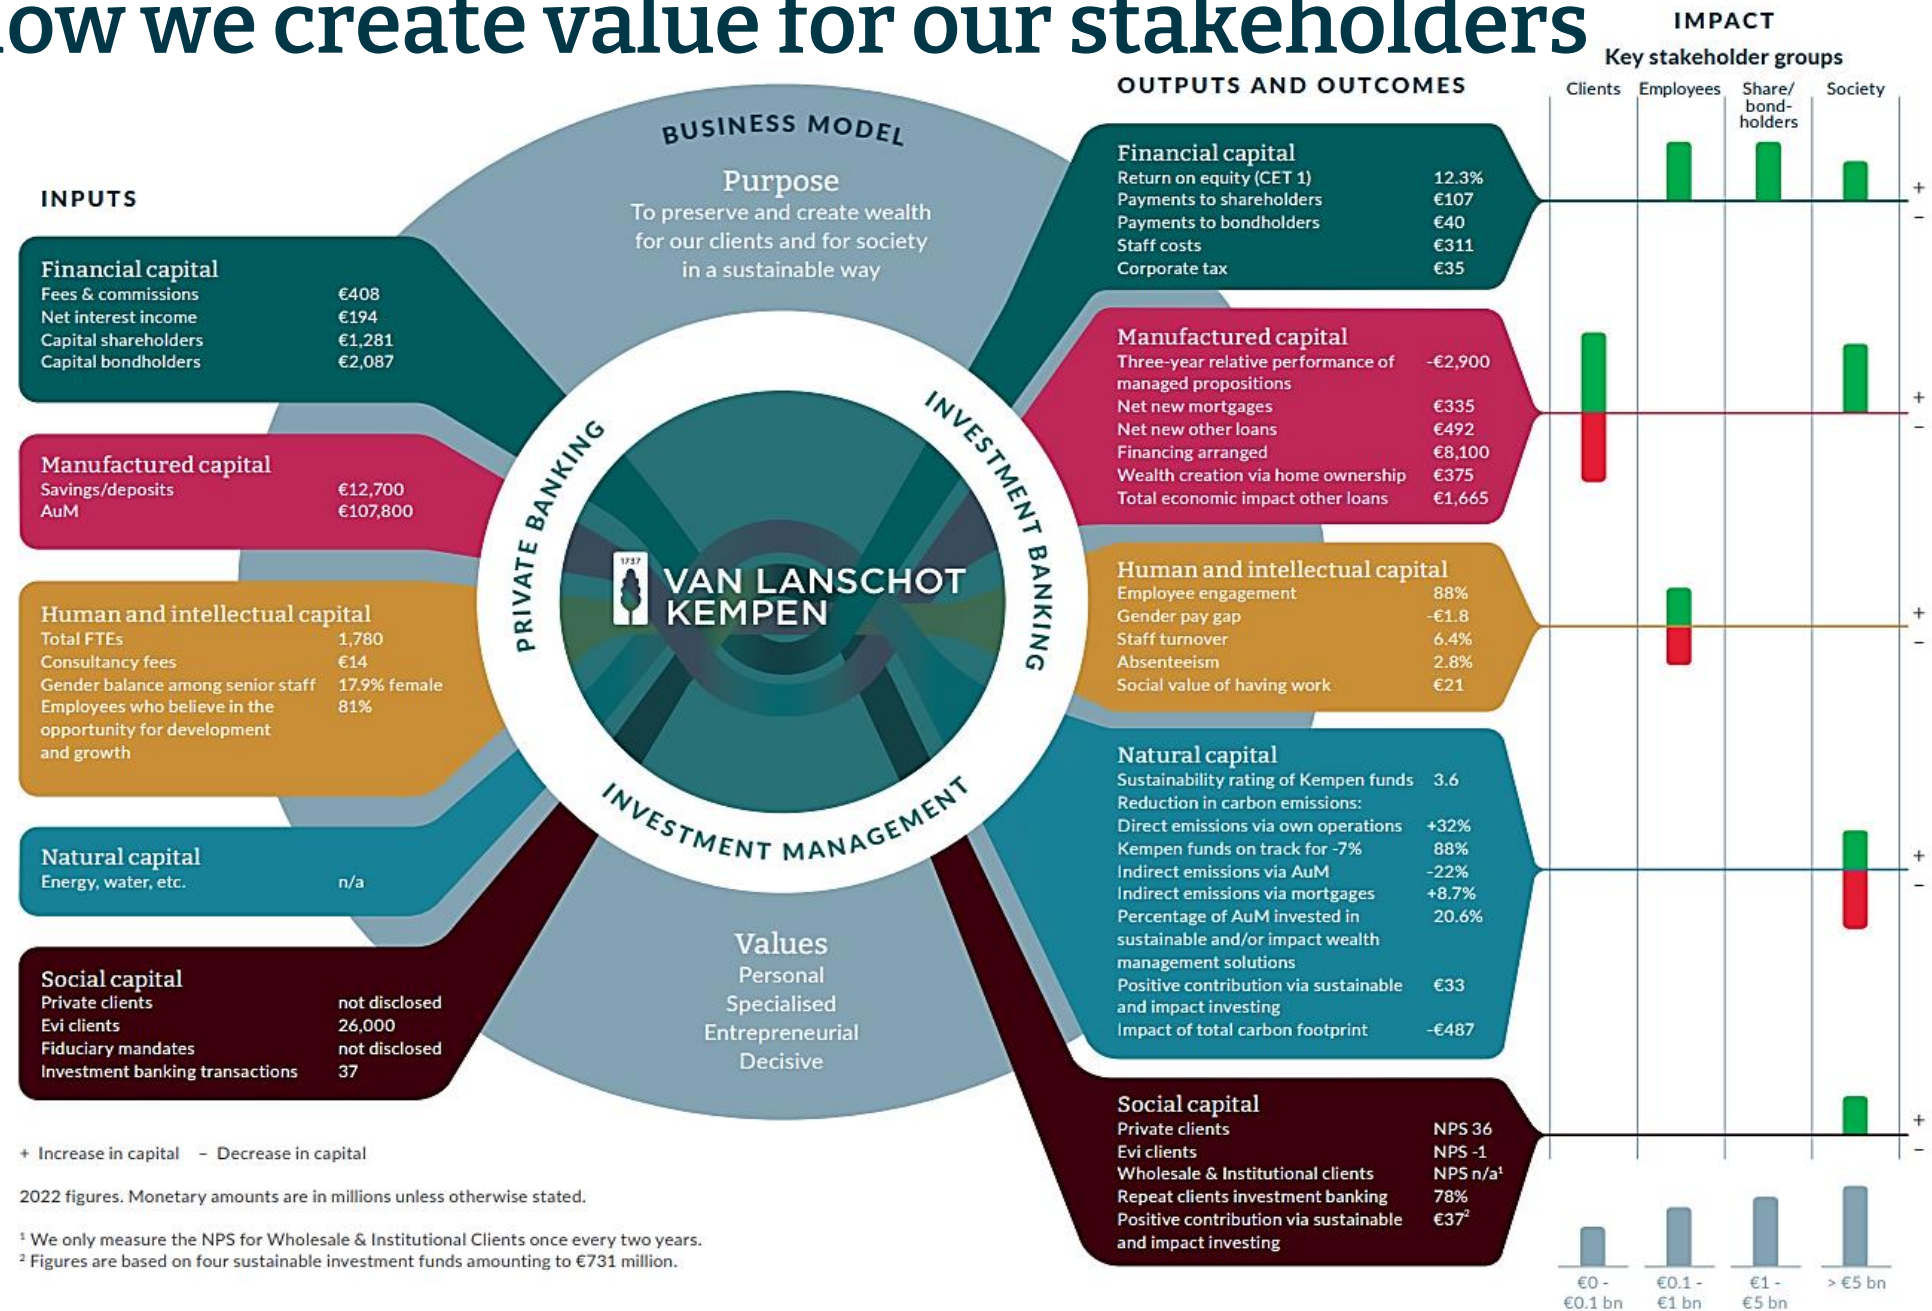 ow we create value for our stakeholders
INPUTS
Financial capital
Fees & commissions €408
Net interest income €194
Capital shareholders €1,281
Capital bondholders €2,087
Manufactured capital
Savings/deposits €12,700
AuM €107,800
Human and intellectual capital
Total FTEs 1,780
Consultancy fees €14
Gender balance among senior staff 17.9% female
Employees who believe in the 81%
opportunity for development
and growth
Natural capital
Energy, water, etc. n/a
Social capital
Private clients not disclosed
Evi clients 26,000
Fiduciary mandates not disclosed
Investment banking transactions 37
+ Increase in capital – Decrease in capital
2022 figures. Monetary amounts are in millions unless otherwise stated.
¹ We only measure the NPS for Wholesale & Institutional Clients once every two years.
² Figures are based on four sustainable investment funds amounting to €731 million.
BUSINESS MODEL
Purpose
To preserve and create wealth
for our clients and for society
in a sustainable way
PRIVATE BANKING
INVESTMENT BANKING
INVESTMENT MANAGEMENT
1737
VAN LANSCHOT
KEMPEN
Values
Personal
Specialised
Entrepreneurial
Decisive
OUTPUTS AND OUTCOMES
Financial capital
Return on equity (CET 1) 12.3%
Payments to shareholders €107
Payments to bondholders €40
Staff costs €311
Corporate tax €35
Manufactured capital
Three-year relative performance of -€2,900
managed propositions
Net new mortgages €335
Net new other loans €492
Financing arranged €8,100
Wealth creation via home ownership €375
Total economic impact other loans €1,665
Human and intellectual capital
Employee engagement 88%
Gender pay gap -€1.8
Staff turnover 6.4%
Absenteeism 2.8%
Social value of having work €21
Natural capital
Sustainability rating of Kempen funds 3.6
Reduction in carbon emissions:
Direct emissions via own operations +32%
Kempen funds on track for -7% 88%
Indirect emissions via AuM -22%
Indirect emissions via mortgages +8.7%
Percentage of AuM invested in 20.6%
sustainable and/or impact wealth
management solutions
Positive contribution via sustainable €33
and impact investing
Impact of total carbon footprint -€487
Social capital
Private clients NPS 36
Evi clients NPS -1
Wholesale & Institutional clients NPS n/a¹
Repeat clients investment banking 78%
Positive contribution via sustainable €37²
and impact investing
IMPACT
Key stakeholder groups
Clients Employees Share/ Society
bond-
holders
+
–
+
–
+
–
+
–
+
–
€0 - €0.1 - €1 - > €5 bn
€0.1 bn €1 bn €5 bn